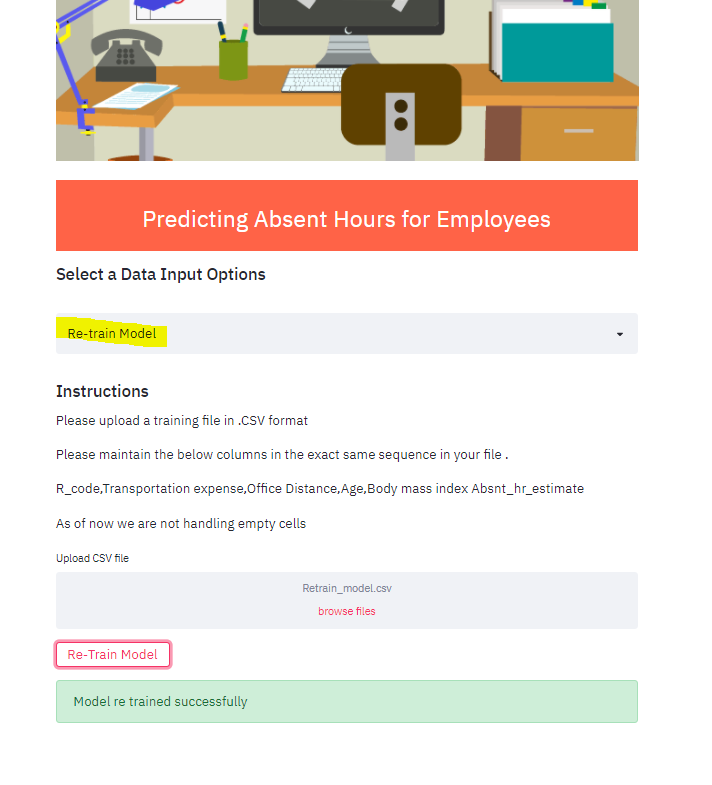 Predicting Absent Hours for Employees
Select a Data Input Options
Re-train Model
Instructions
Please upload a training file in .CSV format
Please maintain the below columns in the exact same sequence in your file .
R_code,Transportation expense,Office Distance,Age,Body mass index Absnt_hr_estimate
As of now we are not handling empty cells
Upload CSV file
Retrain_model.csv
browse files
Re-Train Model
Model re trained successfully